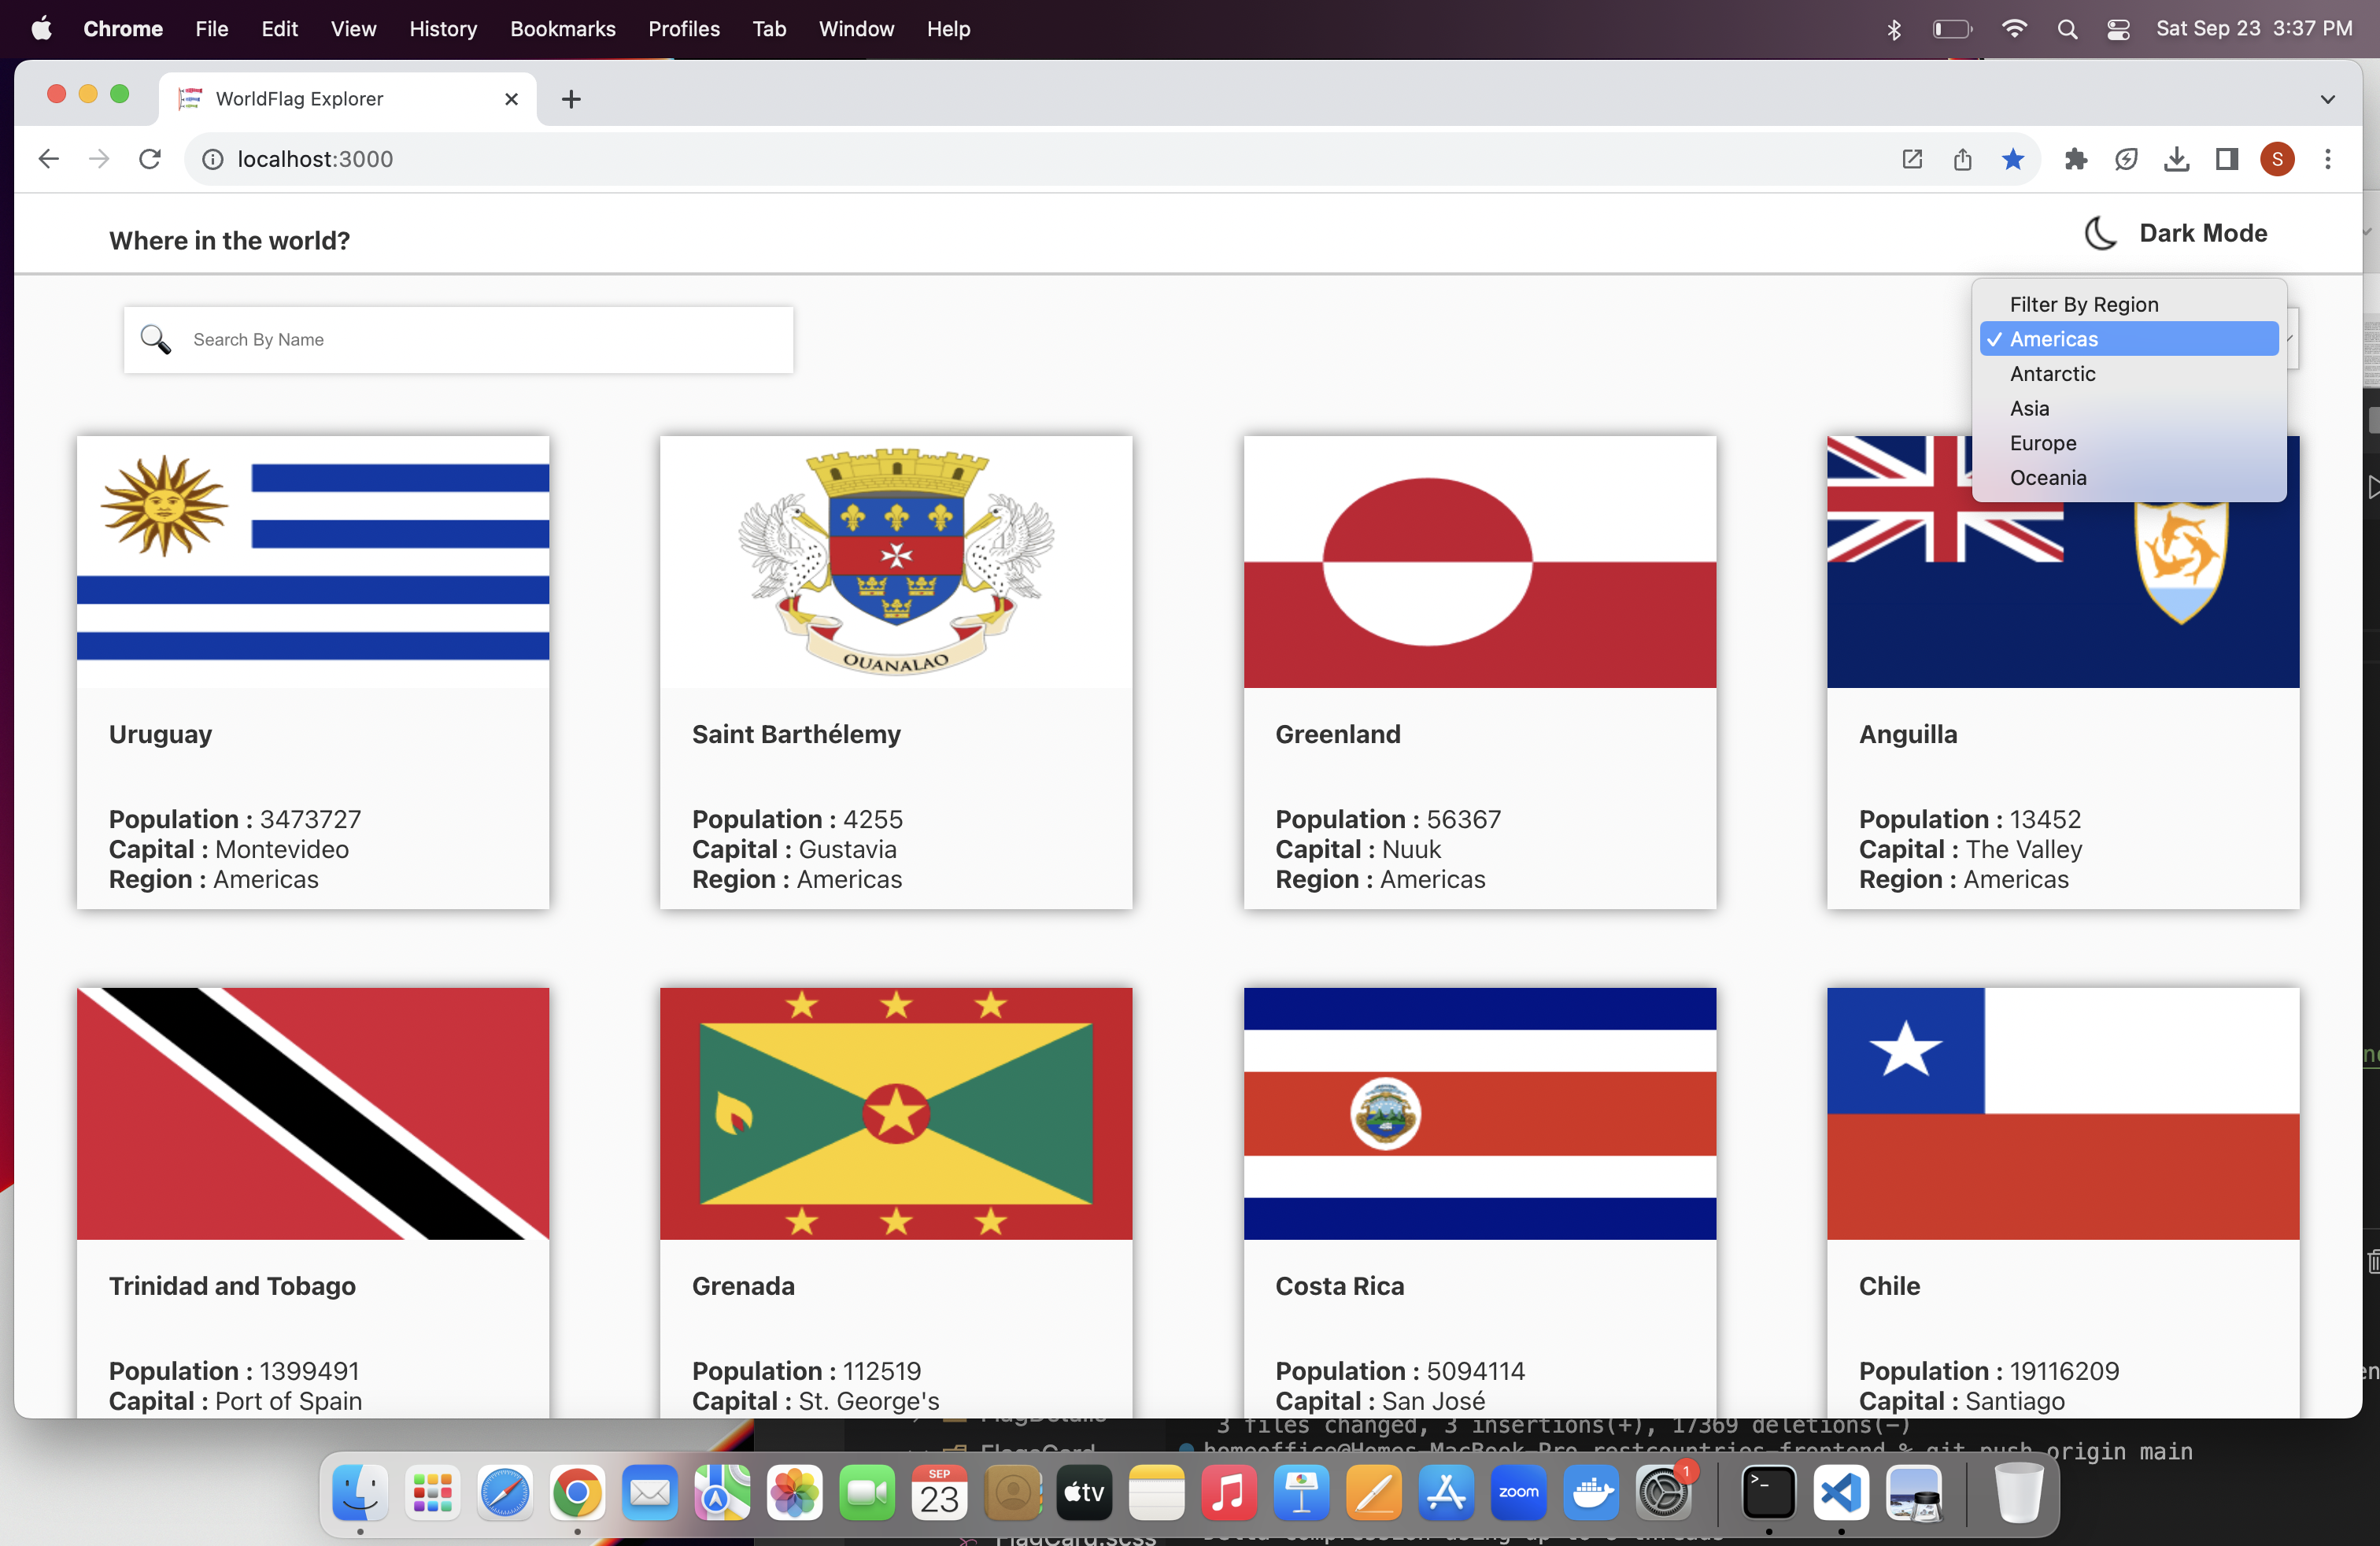 Chrome File Edit View History Bookmarks Profiles Tab Window Help Sat Sep 23 3:37 PM
WorldFlag Explorer
localhost:3000
S
Where in the world?
Dark Mode
Search By Name
Filter By Region
✓ Americas
Antarctic
Asia
Europe
Oceania
OUANALAO
Uruguay
Population : 3473727
Capital : Montevideo
Region : Americas
Saint Barthélemy
Population : 4255
Capital : Gustavia
Region : Americas
Greenland
Population : 56367
Capital : Nuuk
Region : Americas
Anguilla
Population : 13452
Capital : The Valley
Region : Americas
Trinidad and Tobago
Population : 1399491
Capital : Port of Spain
Grenada
Population : 112519
Capital : St. George's
Costa Rica
Population : 5094114
Capital : San José
Chile
Population : 19116209
Capital : Santiago
3 files changed, 3 insertions(+), 17369 deletions(-)
homeoffice@Homes-MacBook-Pro restcountries-frontend % git push origin main
SEP
23
tv
zoom
1
FlagCard.scss